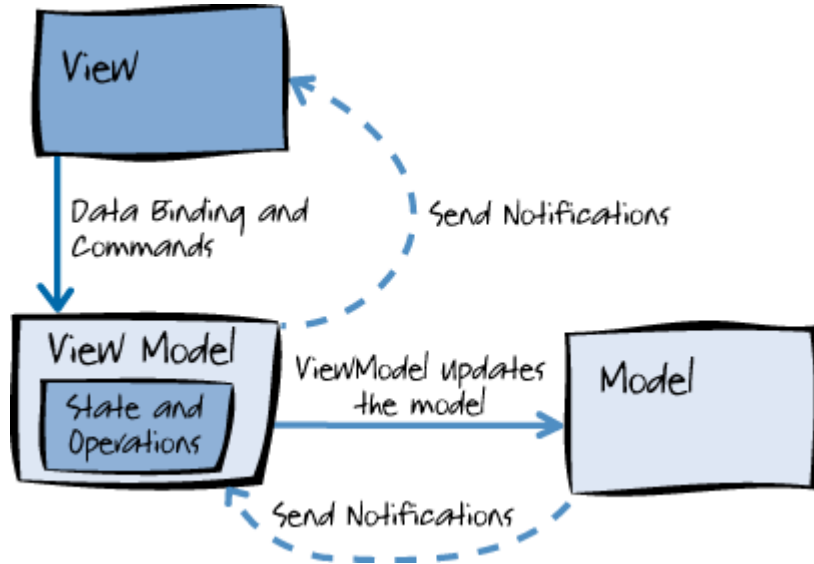 View
Data Binding and
Commands
Send Notifications
View Model
State and
Operations
ViewModel updates
the model
Model
Send Notifications